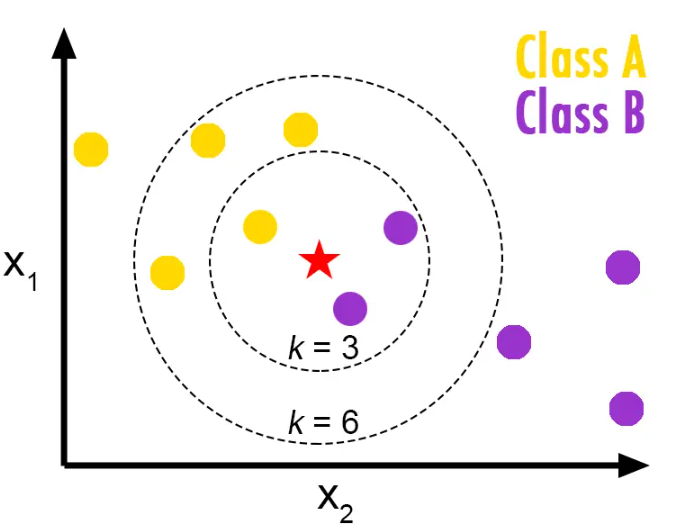 Class A
Class B
x₁
k = 3
k = 6
x₂